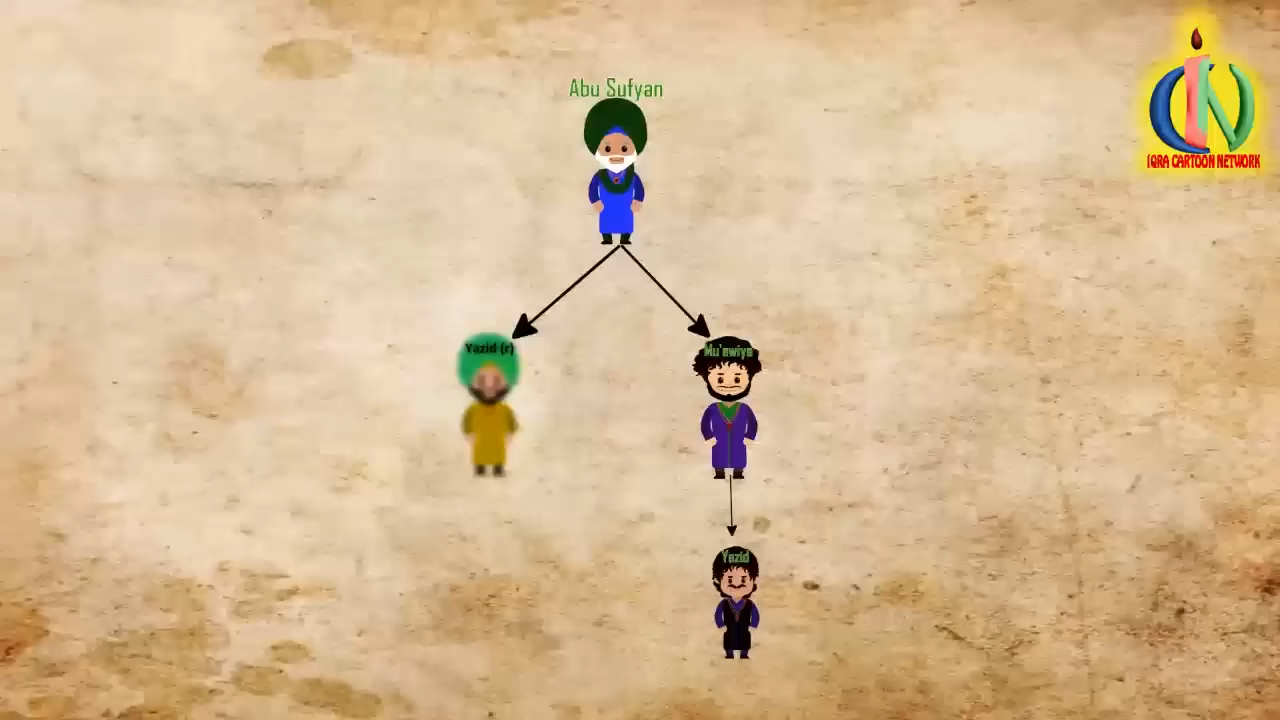 Abu Sufyan
IQRA CARTOON NETWORK
Yazid (r)
Mu'awiya
Yazid